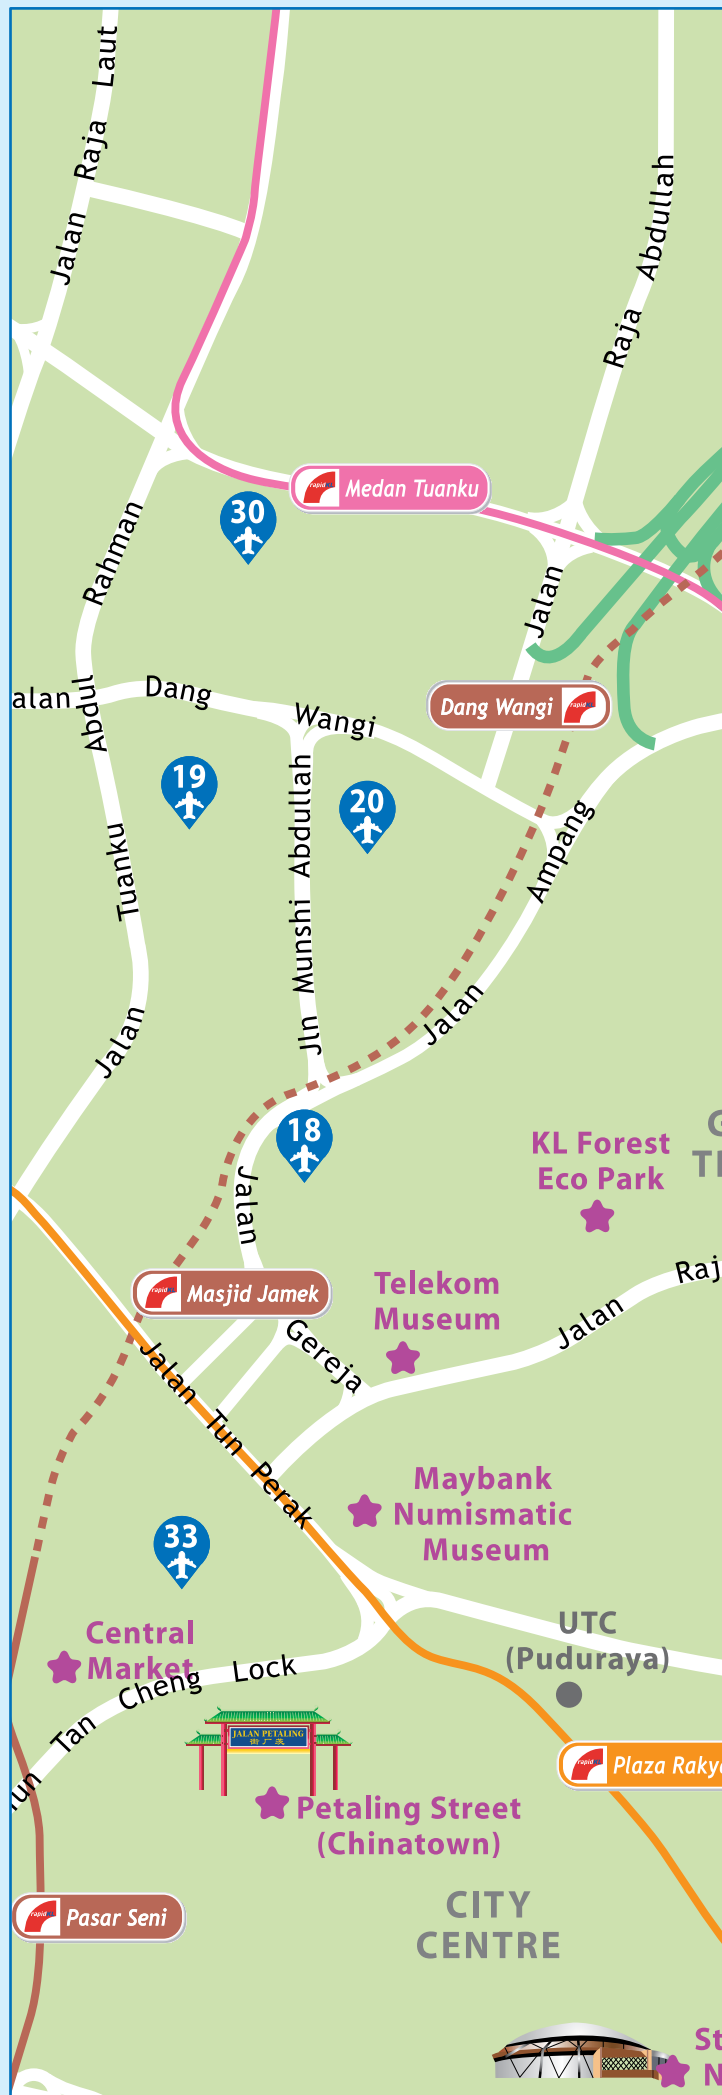 Jalan Raja Laut
Raja Abdullah
Medan Tuanku
30
Jalan
Rahman
Abdul
alan
Dang
Wangi
Dang Wangi
19
20
Ampang
Jln Munshi Abdullah
Tuanku
Jalan
Jalan
18
KL Forest
Eco Park
Jalan
Masjid Jamek
Telekom
Museum
Jalan
Raj
Gereja
Jalan Tun Perak
Maybank
Numismatic
Museum
33
UTC
(Puduraya)
Central
Market
Tan Cheng Lock
JALAN PETALING
Plaza Rakya
Petaling Street
(Chinatown)
CITY
CENTRE
Pasar Seni
St
N